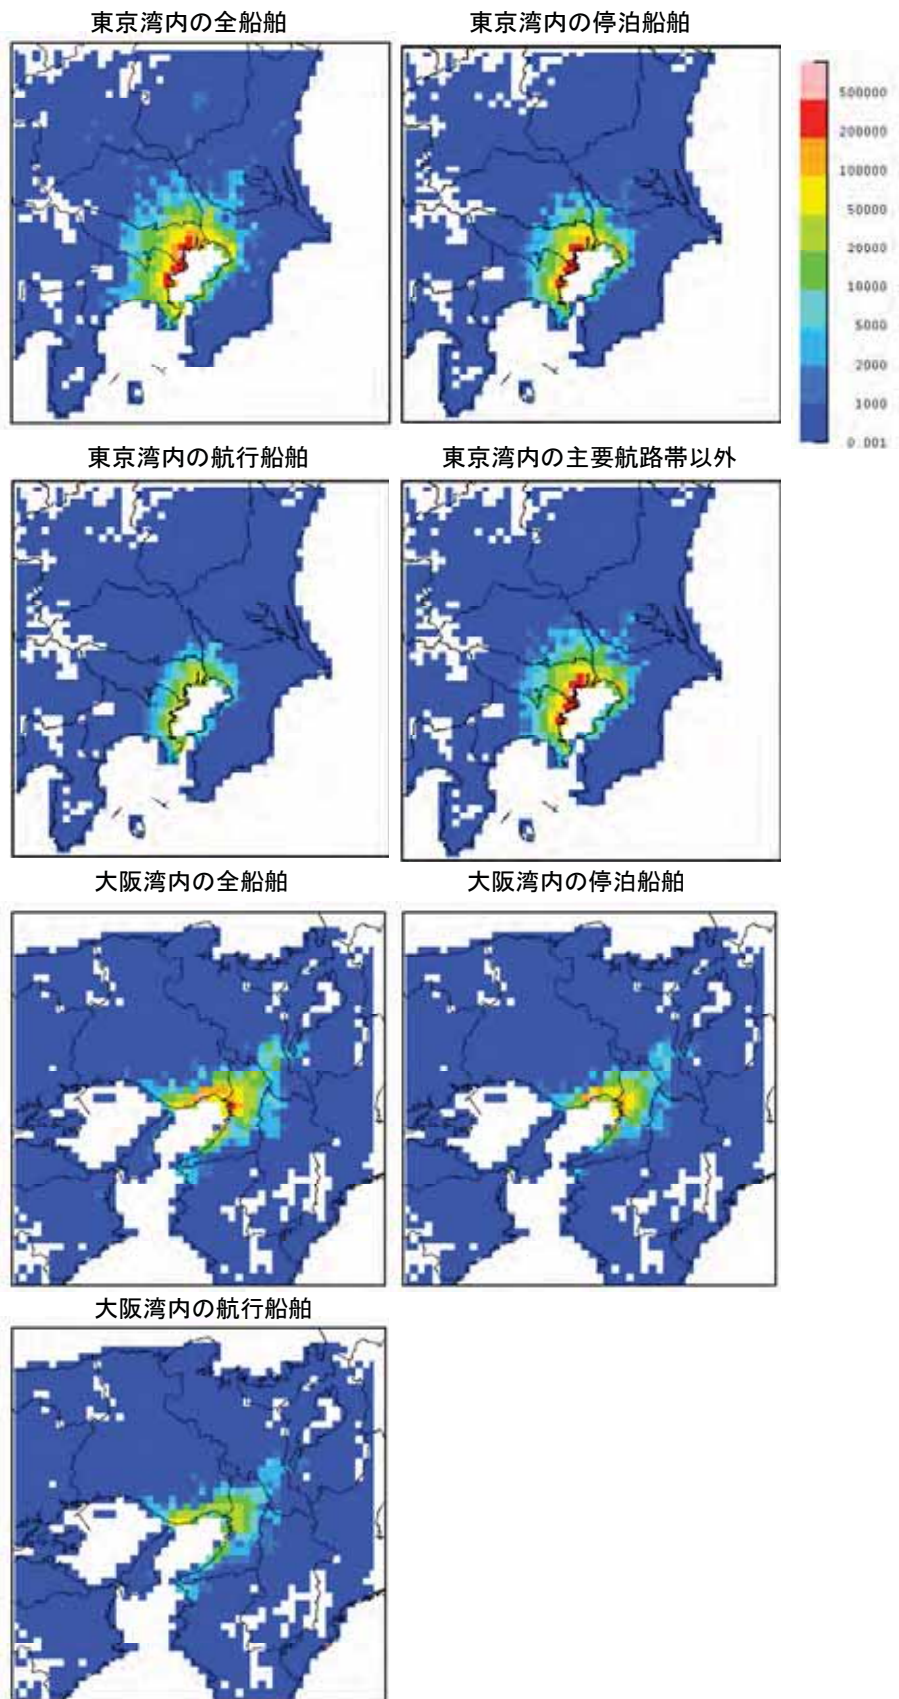 東京湾内の全船舶
東京湾内の停泊船舶
500000
200000
100000
50000
20000
10000
5000
2000
1000
0.001
東京湾内の航行船舶
東京湾内の主要航路帯以外
大阪湾内の全船舶
大阪湾内の停泊船舶
大阪湾内の航行船舶